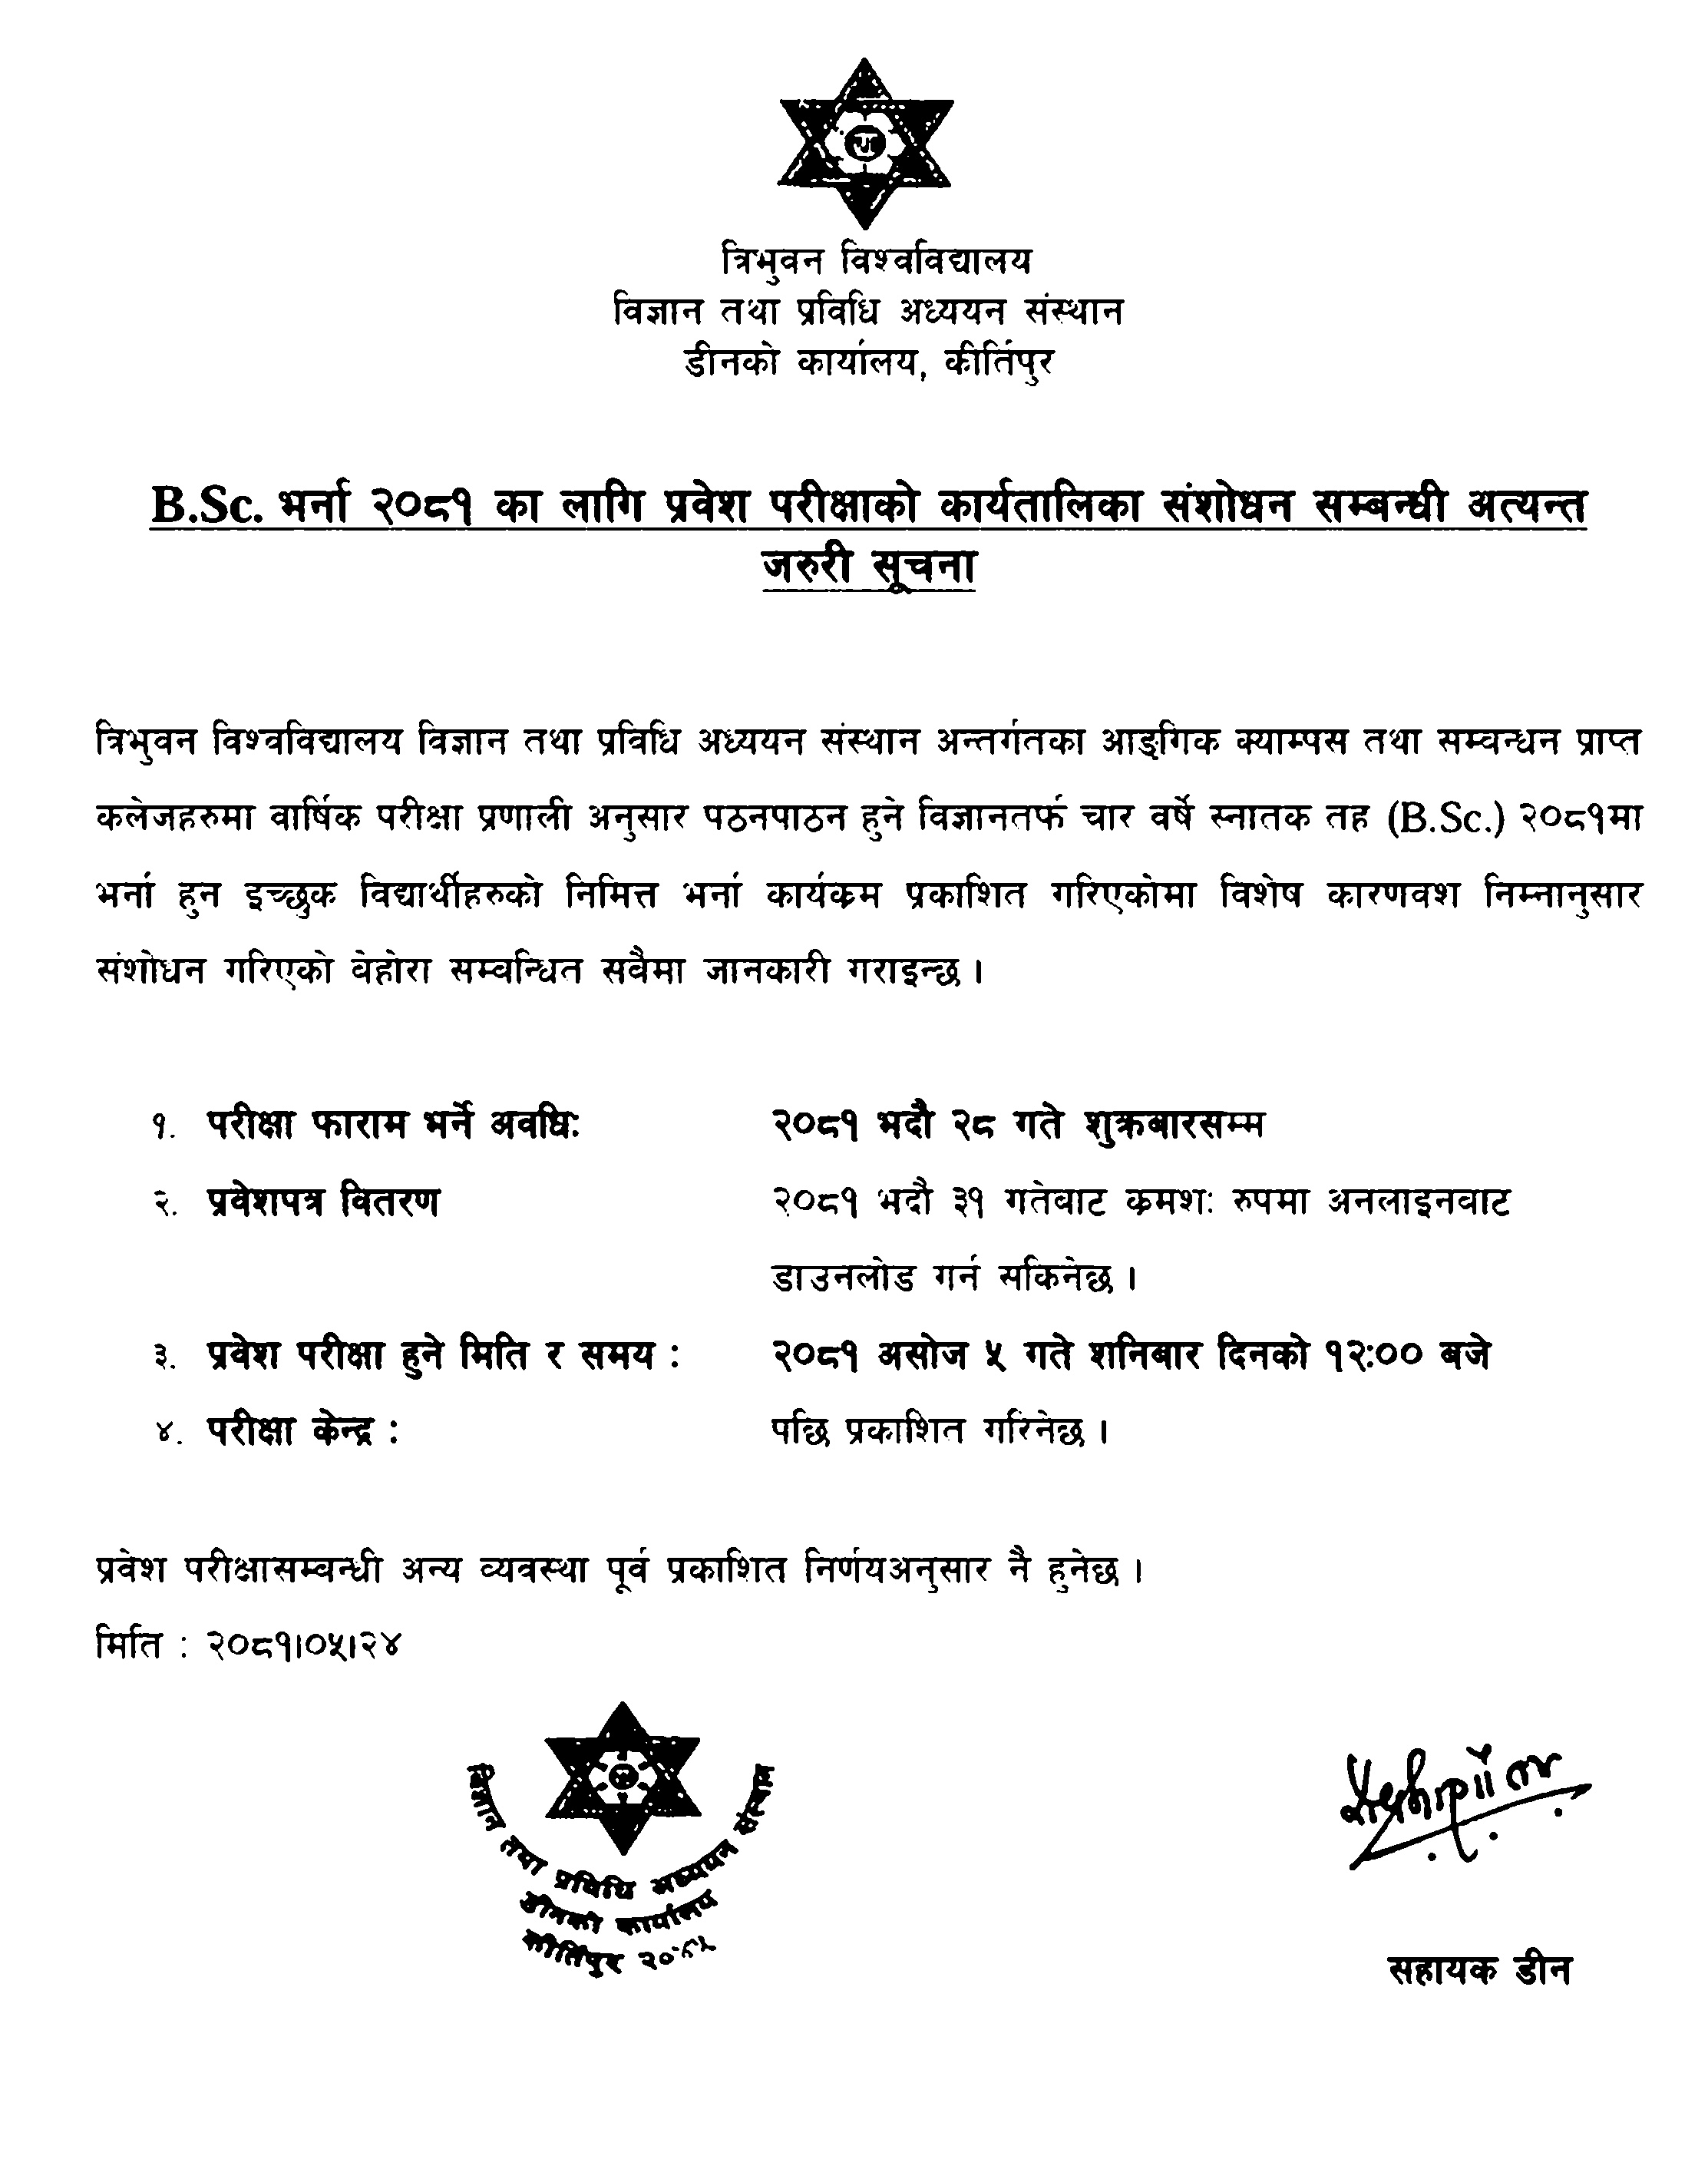 त्रिभुवन विश्वविद्यालय
विज्ञान तथा प्रविधि अध्ययन संस्थान
डीनको कार्यालय, कीर्तिपुर
B.Sc. भर्ना २०८१ का लागि प्रवेश परीक्षाको कार्यतालिका संशोधन सम्बन्धी अत्यन्त
जरुरी सूचना
त्रिभुवन विश्वविद्यालय विज्ञान तथा प्रविधि अध्ययन संस्थान अन्तर्गतका आङ्गिक क्याम्पस तथा सम्वन्धन प्राप्त
कलेजहरुमा वार्षिक परीक्षा प्रणाली अनुसार पठनपाठन हुने विज्ञानतर्फ चार वर्षे स्नातक तह (B.Sc.) २०८१मा
भर्ना हुन इच्छुक विद्यार्थीहरुको निमित्त भर्ना कार्यक्रम प्रकाशित गरिएकोमा विशेष कारणवश निम्नानुसार
संशोधन गरिएको वेहोरा सम्वन्धित सवैमा जानकारी गराइन्छ ।
१. परीक्षा फाराम भर्ने अवधिः २०८१ भदौ २८ गते शुक्रबारसम्म
२. प्रवेशपत्र वितरण २०८१ भदौ ३१ गतेबाट क्रमशः रुपमा अनलाइनवाट
डाउनलोड गर्न सकिनेछ ।
३. प्रवेश परीक्षा हुने मिति र समय : २०८१ असोज ५ गते शनिबार दिनको १२:०० बजे
४. परीक्षा केन्द्र : पछि प्रकाशित गरिनेछ ।
प्रवेश परीक्षासम्वन्धी अन्य व्यवस्था पूर्व प्रकाशित निर्णयअनुसार नै हुनेछ ।
मिति : २०८१।०५।२४
विज्ञान तथा प्रविधि अध्ययन संस्थान
डीनको कार्यालय
कीर्तिपुर
सहायक डीन